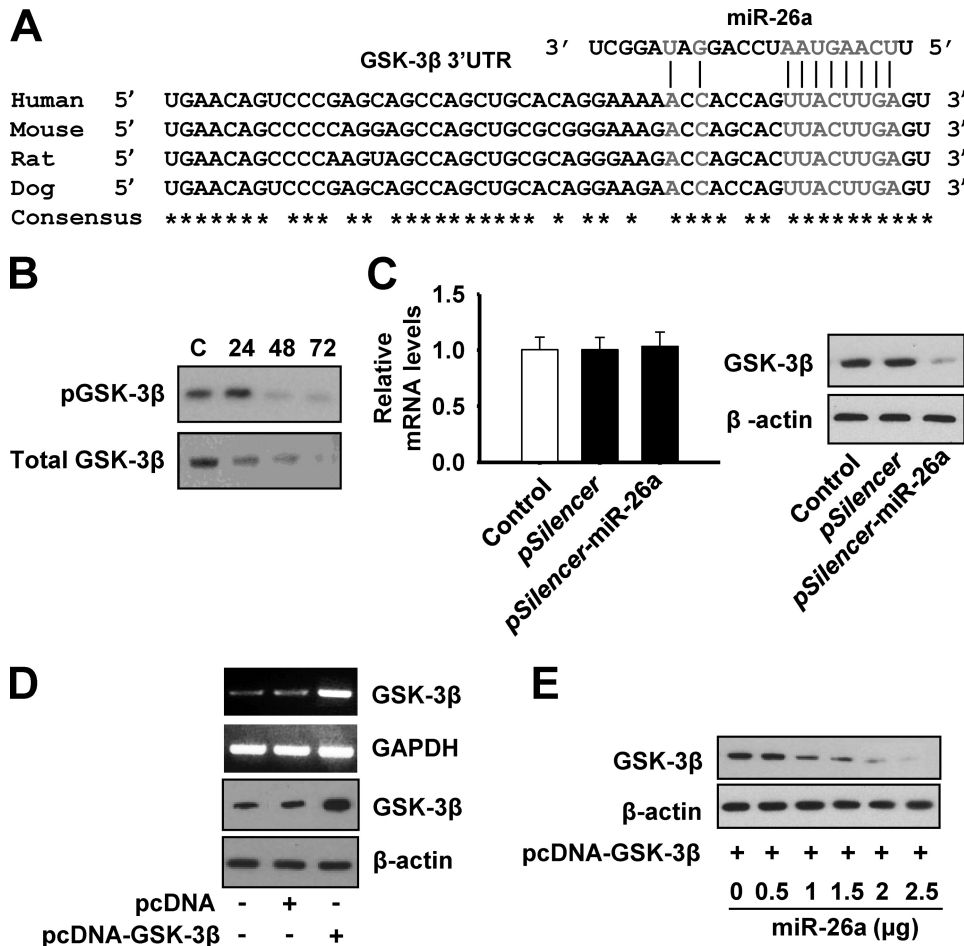 A
miR-26a
3' UCGGAUAGGACCUAAUGAACUU 5'
GSK-3β 3'UTR
Human 5' UGAACAGUCCCGAGCAGCCAGCUGCACAGGAAAAACCACCAGUUACUUGAGU 3'
Mouse 5' UGAACAGCCCCCAGGAGCCAGCUGCGCGGGAAAGACCAGCACUUACUUGAGU 3'
Rat 5' UGAACAGCCCCAAGUAGCCAGCUGCGCAGGGAAGACCAGCACUUACUUGAGU 3'
Dog 5' UGAACAGUCCCGAGCAGCCAGCUGCACAGGAAGAACCACCAGUUACUUGAGU 3'
Consensus ******* *** ** ********** * ** *  **** ** **********
B
C 24 48 72
pGSK-3β
Total GSK-3β
C
Relative
mRNA levels
1.5
1.0
0.5
0.0
Control
pSilencer
pSilencer-miR-26a
GSK-3β
β -actin
Control
pSilencer
pSilencer-miR-26a
D
GSK-3β
GAPDH
GSK-3β
β-actin
pcDNA - + -
pcDNA-GSK-3β - - +
E
GSK-3β
β-actin
pcDNA-GSK-3β + + + + + +
0 0.5 1 1.5 2 2.5
miR-26a (μg)